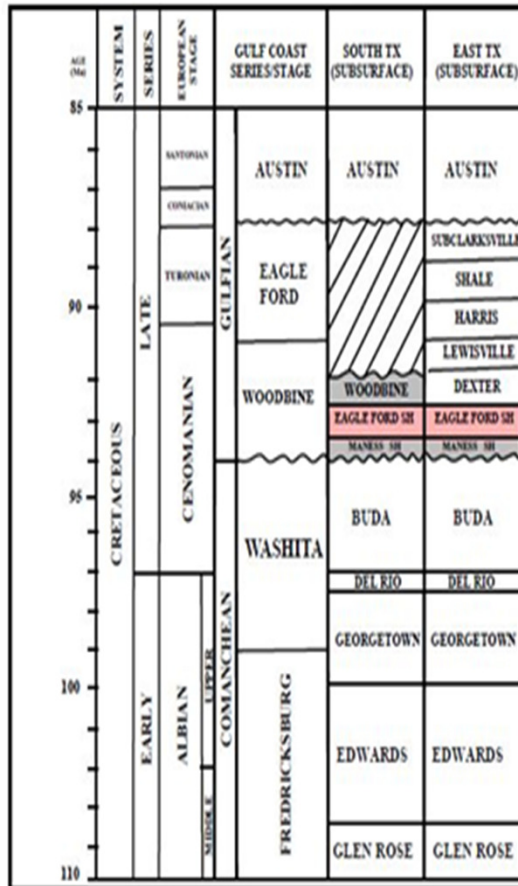 AGE
(Ma)
SYSTEM
SERIES
EUROPEAN
STAGE
GULF COAST
SERIES/STAGE
SOUTH TX
(SUBSURFACE)
EAST TX
(SUBSURFACE)
85
90
95
100
110
CRETACEOUS
LATE
EARLY
SANTONIAN
CONIACIAN
TURONIAN
CENOMANIAN
ALBIAN
UPPER
MIDDLE
GULFIAN
COMANCHEAN
AUSTIN
EAGLE
FORD
WOODBINE
WASHITA
FREDRICKSBURG
AUSTIN
WOODBINE
EAGLE FORD SH
MANESS SH
BUDA
DEL RIO
GEORGETOWN
EDWARDS
GLEN ROSE
AUSTIN
SUBCLARKSVILLE
SHALE
HARRIS
LEWISVILLE
DEXTER
EAGLE FORD SH
MANESS SH
BUDA
DEL RIO
GEORGETOWN
EDWARDS
GLEN ROSE